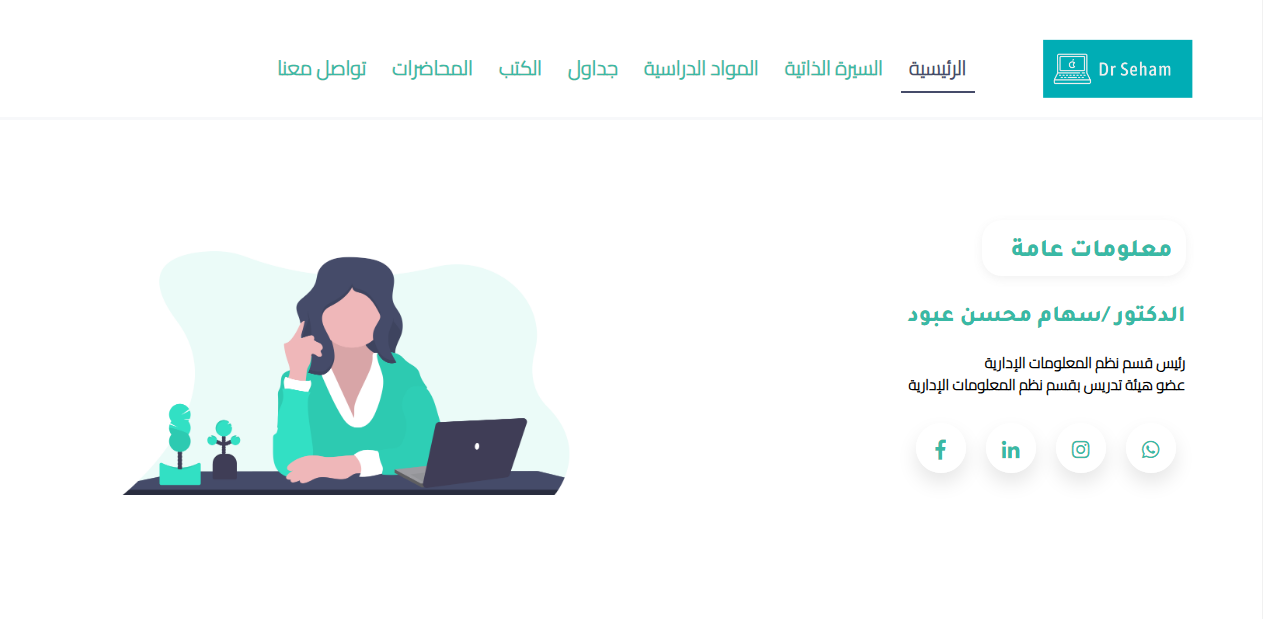 Dr Seham
الرئيسية السيرة الذاتية المواد الدراسية جداول الكتب المحاضرات تواصل معنا
معلومات عامة
الدكتور/سهام محسن عبود
رئيس قسم نظم المعلومات الإدارية
عضو هيئة تدريس بقسم نظم المعلومات الإدارية